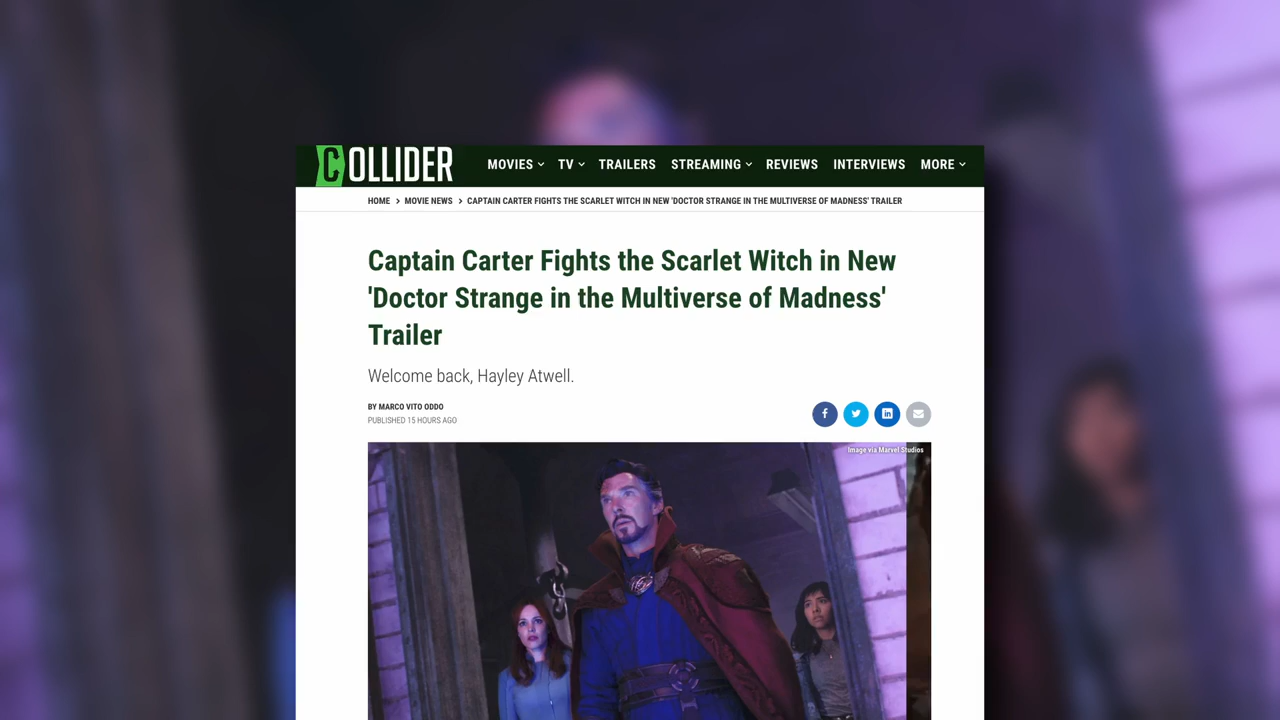 COLLIDER
MOVIES TV TRAILERS STREAMING REVIEWS INTERVIEWS MORE
HOME > MOVIE NEWS > CAPTAIN CARTER FIGHTS THE SCARLET WITCH IN NEW 'DOCTOR STRANGE IN THE MULTIVERSE OF MADNESS' TRAILER
Captain Carter Fights the Scarlet Witch in New
'Doctor Strange in the Multiverse of Madness'
Trailer
Welcome back, Hayley Atwell.
BY MARCO VITO ODDO
PUBLISHED 15 HOURS AGO
Image via Marvel Studios